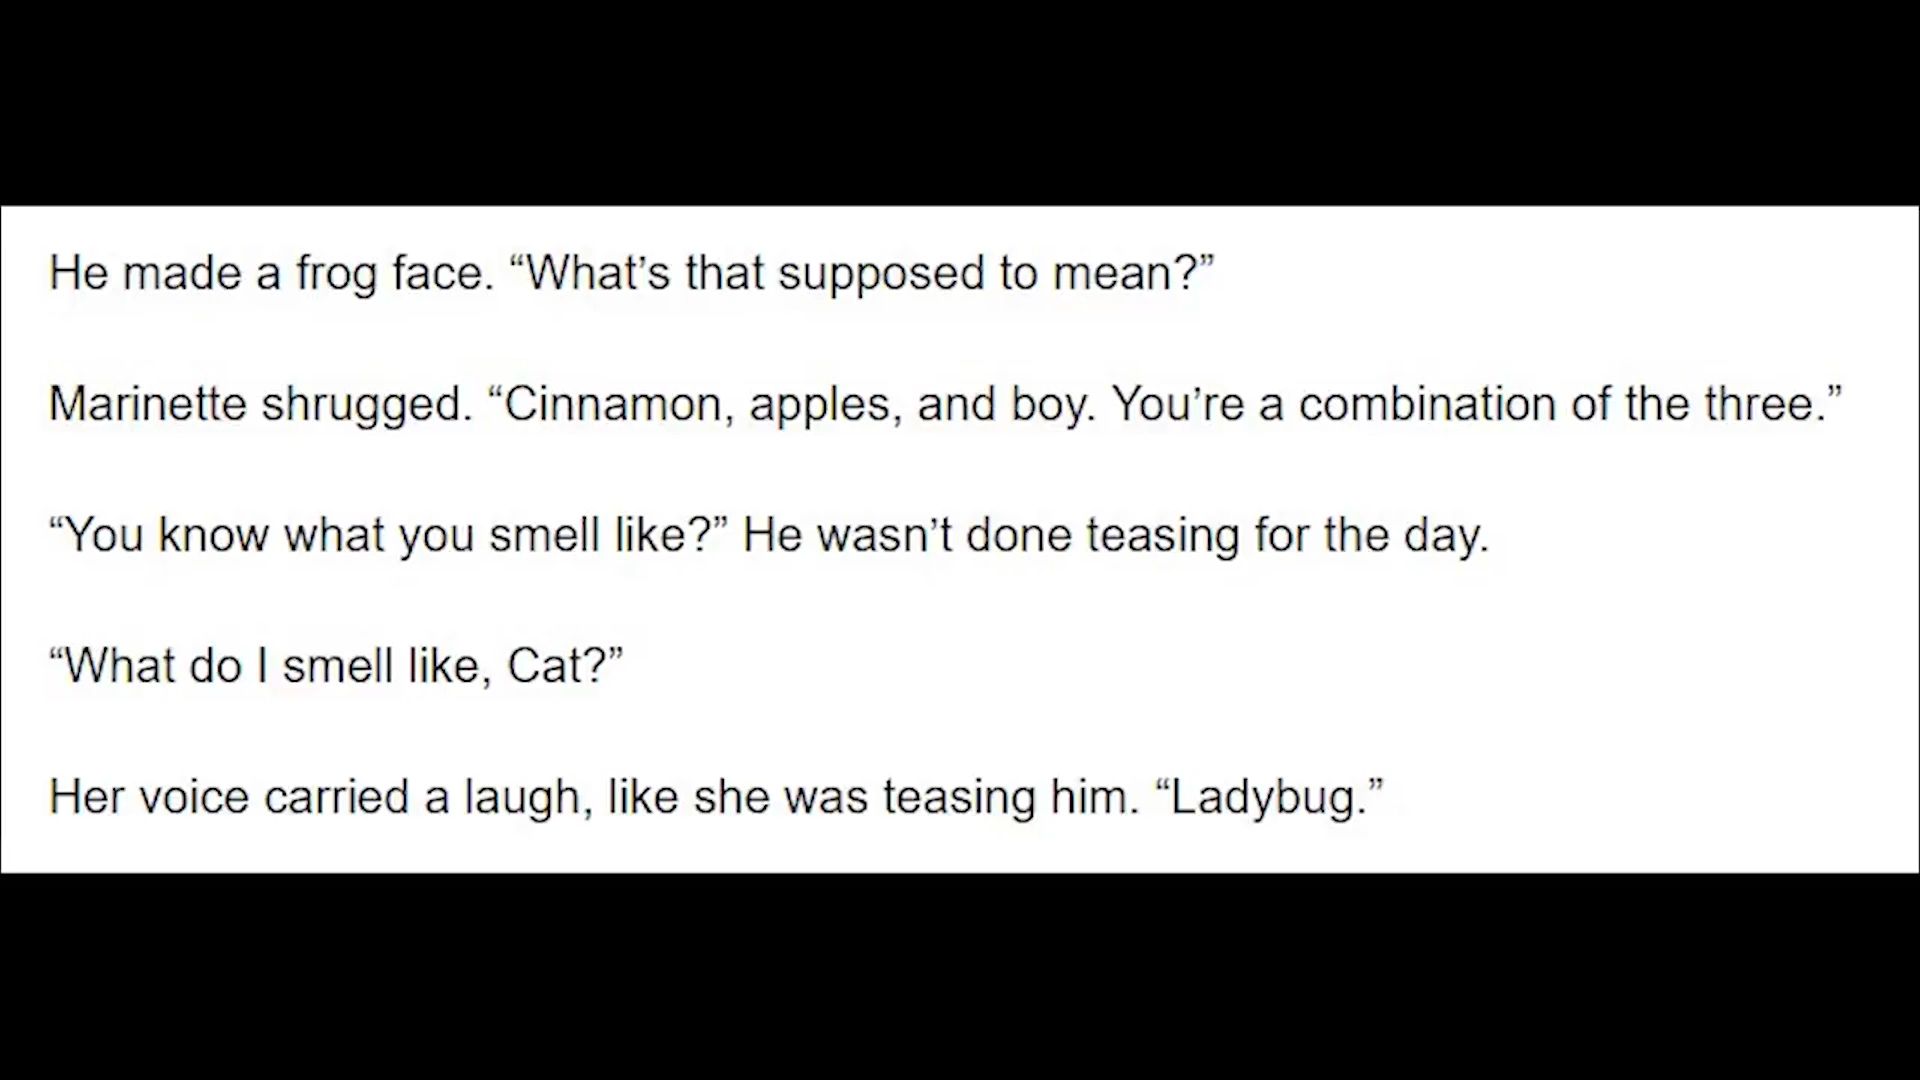 He made a frog face. “What’s that supposed to mean?”
Marinette shrugged. “Cinnamon, apples, and boy. You’re a combination of the three.”
“You know what you smell like?” He wasn’t done teasing for the day.
“What do I smell like, Cat?”
Her voice carried a laugh, like she was teasing him. “Ladybug.”